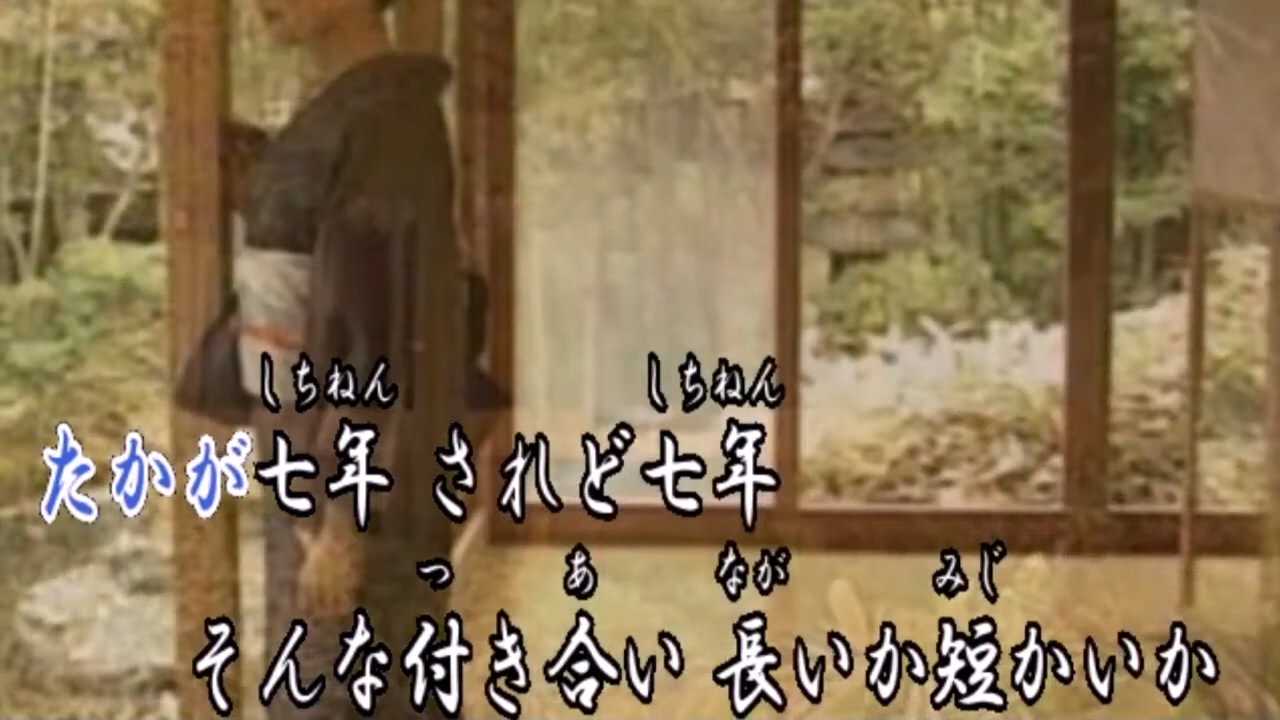 しちねん しちねん
たかが七年 されど七年
つ あ なが みじ
そんな付き合い 長いか短かいか